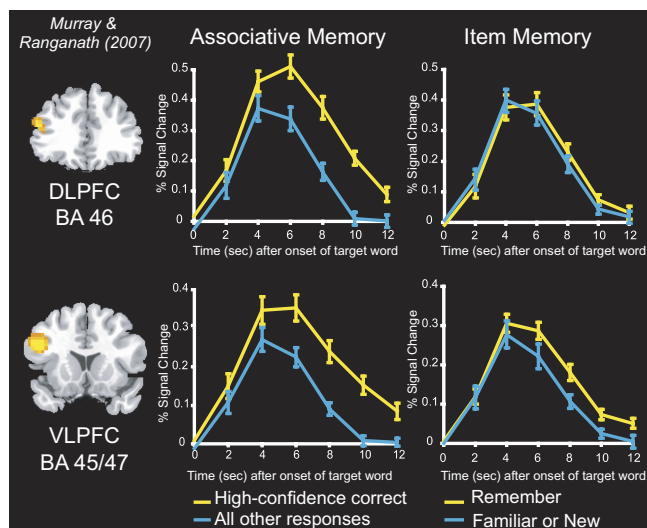 Murray &
Ranganath (2007)
Associative Memory
Item Memory
DLPFC
BA 46
% Signal Change
0.5
0.4
0.3
0.2
0.1
0
0 2 4 6 8 10 12
Time (sec) after onset of target word
% Signal Change
0.5
0.4
0.3
0.2
0.1
0
0 2 4 6 8 10 12
Time (sec) after onset of target word
VLPFC
BA 45/47
% Signal Change
0.4
0.3
0.2
0.1
0
0 2 4 6 8 10 12
Time (sec) after onset of target word
% Signal Change
0.4
0.3
0.2
0.1
0
0 2 4 6 8 10 12
Time (sec) after onset of target word
High-confidence correct
All other responses
Remember
Familiar or New